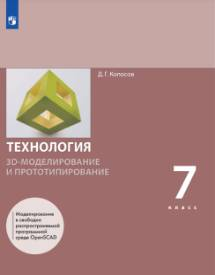 Д. Г. Копосов
ТЕХНОЛОГИЯ
3D-МОДЕЛИРОВАНИЕ
И ПРОТОТИПИРОВАНИЕ
7
КЛАСС
Моделирование
в свободно
распространяемой
программной
среде OpenSCAD